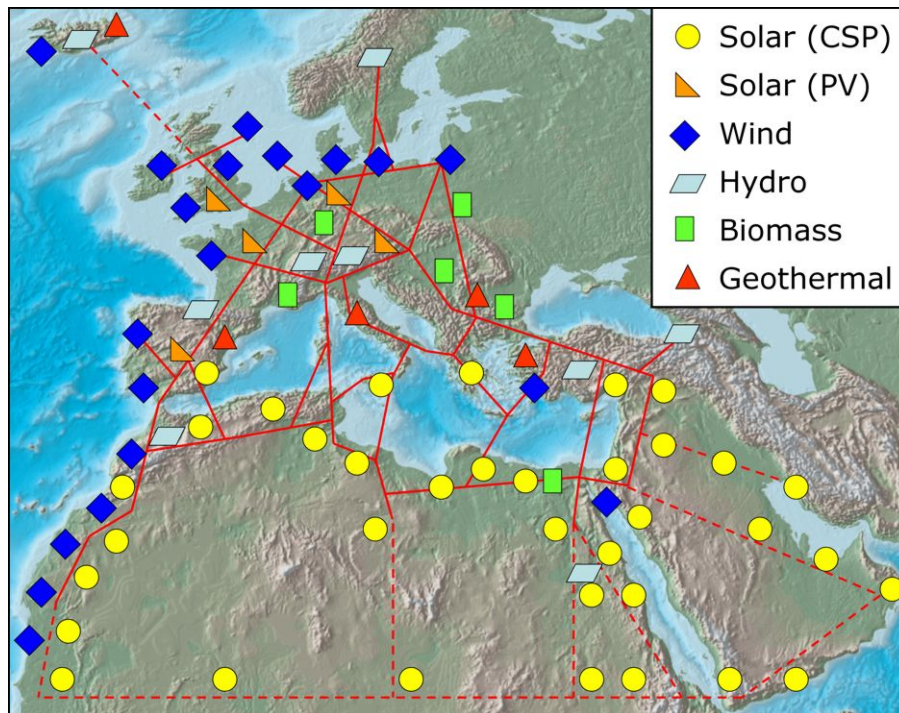 Solar (CSP)
Solar (PV)
Wind
Hydro
Biomass
Geothermal